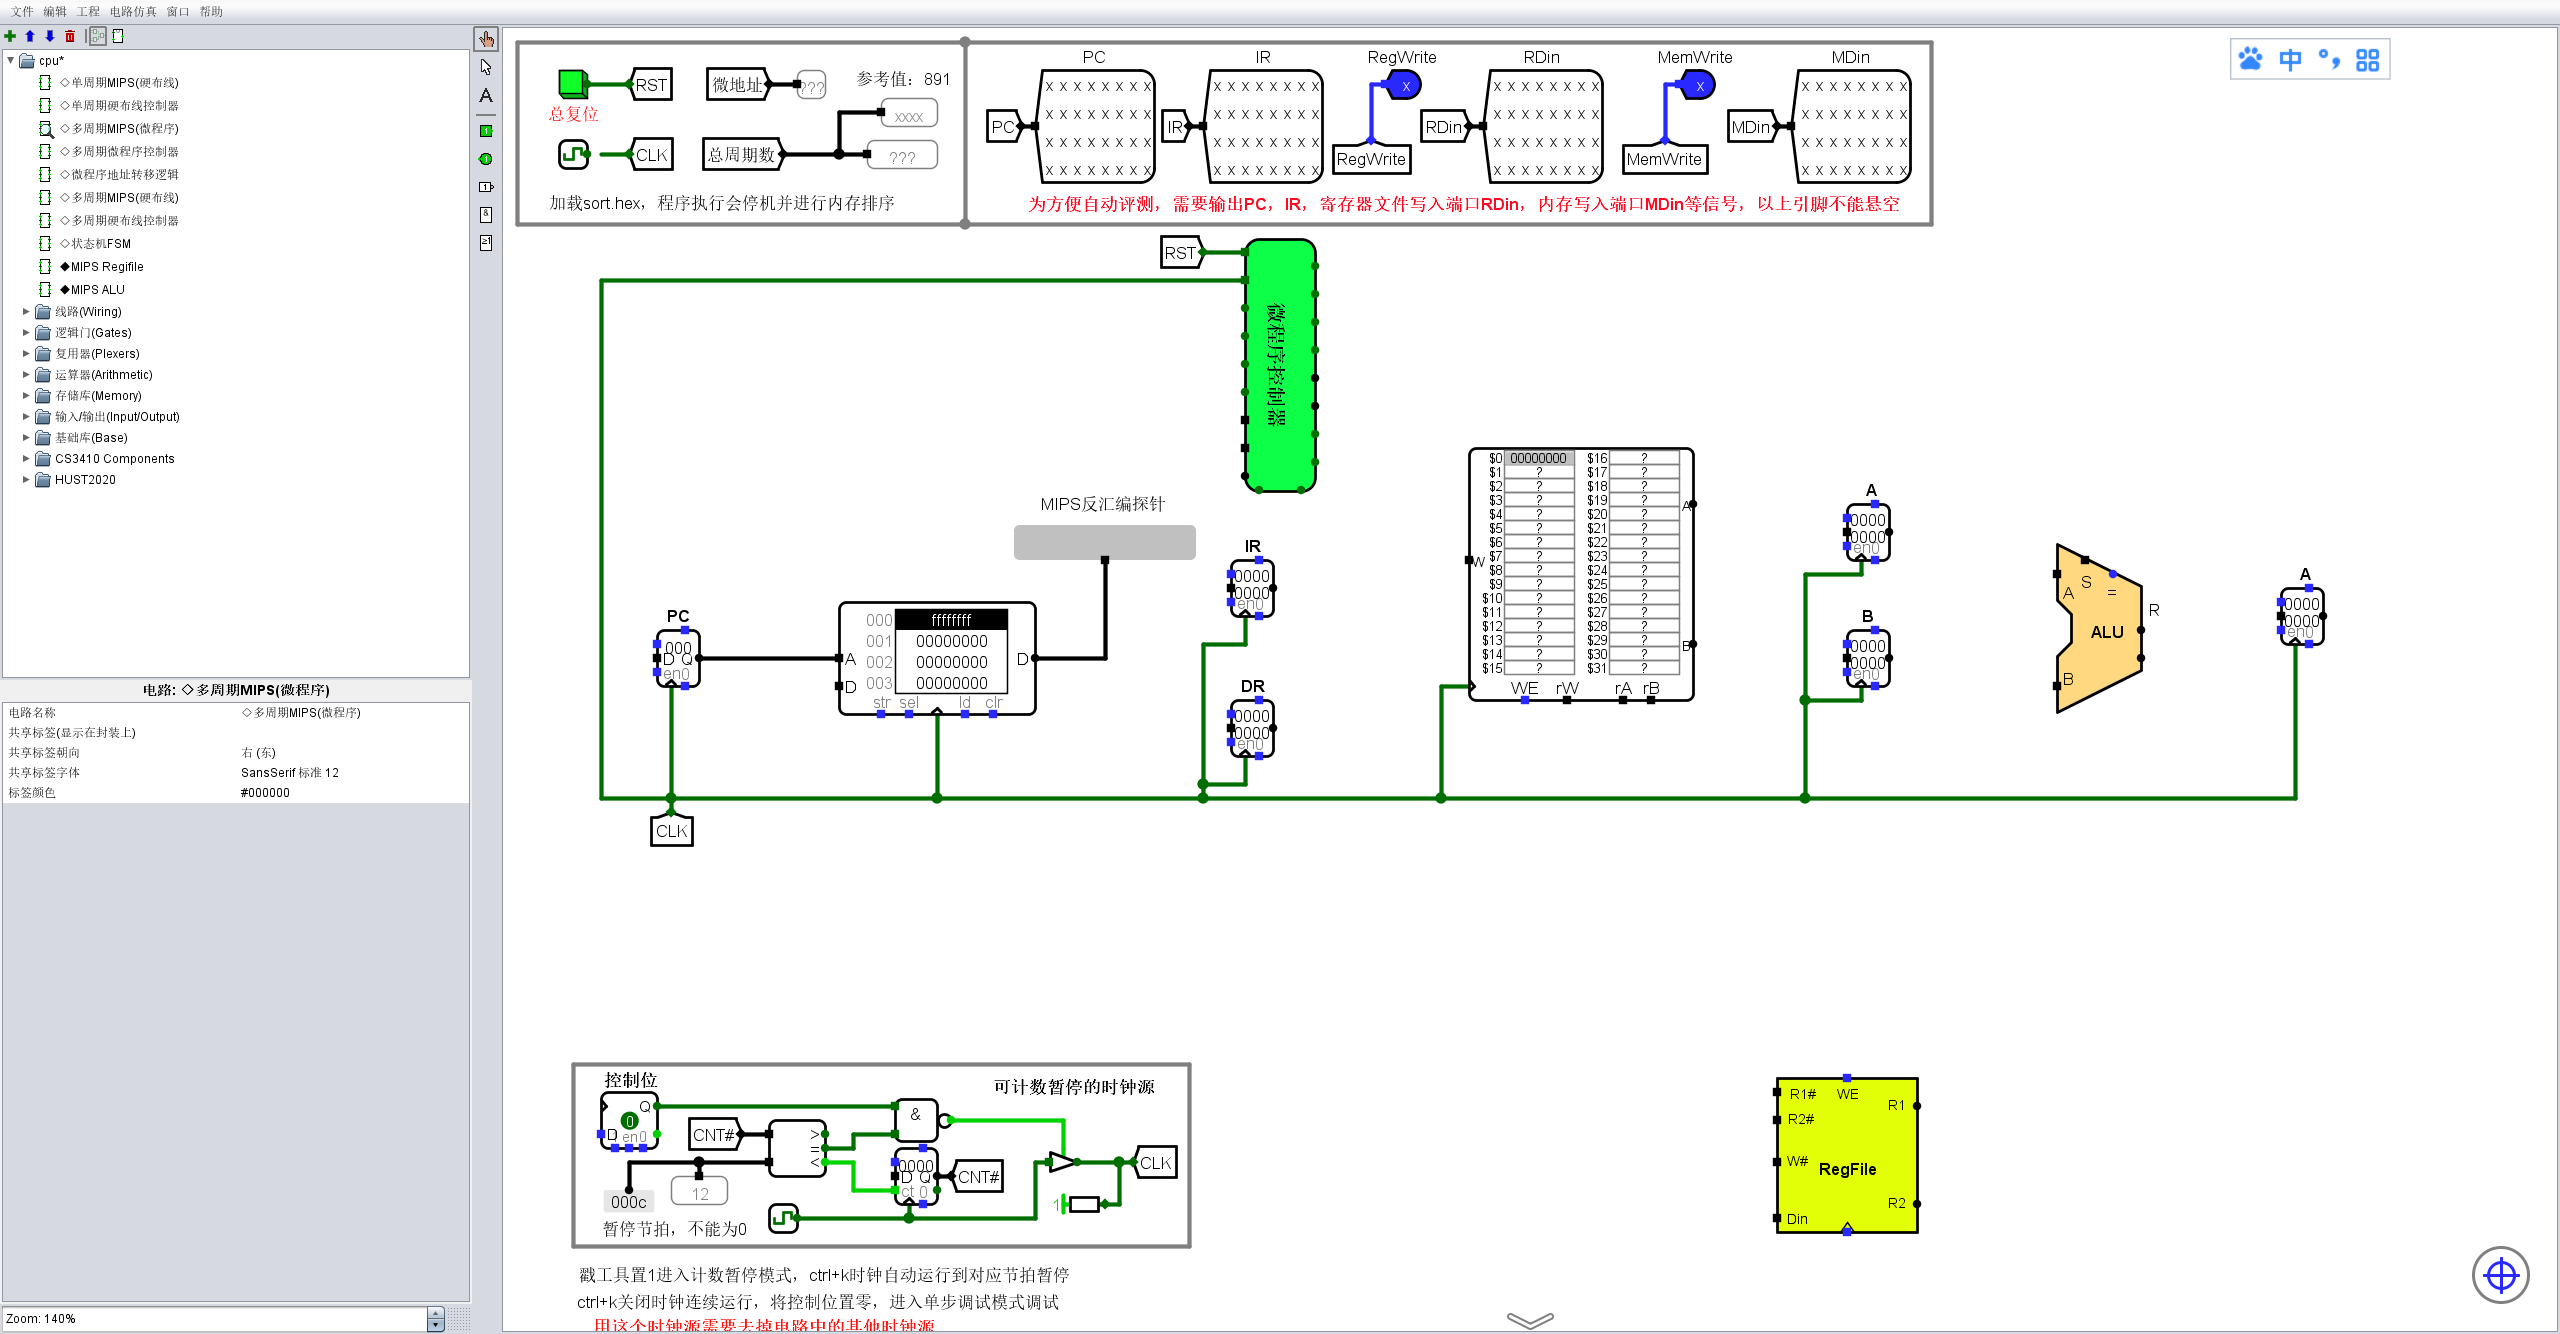 文件 编辑 工程 电路仿真 窗口 帮助
cpu*
◇单周期MIPS(硬布线)
◇单周期硬布线控制器
◇多周期MIPS(微程序)
◇多周期微程序控制器
◇微程序地址转移逻辑
◇多周期MIPS(硬布线)
◇多周期硬布线控制器
◇状态机FSM
◆MIPS Regifile
◆MIPS ALU
线路(Wiring)
逻辑门(Gates)
复用器(Plexers)
运算器(Arithmetic)
存储库(Memory)
输入/输出(Input/Output)
基础库(Base)
CS3410 Components
HUST2020
电路: ◇多周期MIPS(微程序)
电路名称 ◇多周期MIPS(微程序)
共享标签(显示在封装上)
共享标签朝向 右 (东)
共享标签字体 SansSerif 标准 12
标签颜色 #000000
Zoom: 140%
RST 微地址 ??? 参考值：891
总复位
xxxx
CLK 总周期数 ???
加载sort.hex，程序执行会停机并进行内存排序
PC IR RegWrite RDin MemWrite MDin
x x x x x x x x
x x x x x x x x
x x x x x x x x
x x x x x x x x
PC IR RegWrite RDin MemWrite MDin
为方便自动评测，需要输出PC，IR，寄存器文件写入端口RDin，内存写入端口MDin等信号，以上引脚不能悬空
中
RST
微程序控制器
MIPS反汇编探针
PC
000
D Q
en0
000 ffffffff
001 00000000
002 00000000
003 00000000
A
D
D
str sel ld clr
IR
0000
0000
en0
DR
0000
0000
en0
$0 00000000 $16 ?
$1 ? $17 ?
$2 ? $18 ?
$3 ? $19 ?
$4 ? $20 ?
$5 ? $21 ?
$6 ? $22 ?
$7 ? $23 ?
$8 ? $24 ?
$9 ? $25 ?
$10 ? $26 ?
$11 ? $27 ?
$12 ? $28 ?
$13 ? $29 ?
$14 ? $30 ?
$15 ? $31 ?
W
A
B
WE rW rA rB
A
0000
0000
en0
B
0000
0000
en0
S
A =
ALU
B
R
A
0000
0000
en0
CLK
控制位
可计数暂停的时钟源
Q
0
D en0
CNT#
>
=
<
&
0000
D Q
ct 0
CNT#
CLK
1
000c
12
暂停节拍，不能为0
戳工具置1进入计数暂停模式，ctrl+k时钟自动运行到对应节拍暂停
ctrl+k关闭时钟连续运行，将控制位置零，进入单步调试模式调试
用这个时钟源需要去掉电路中的其他时钟源
R1# WE
R1
R2#
W#
RegFile
R2
Din